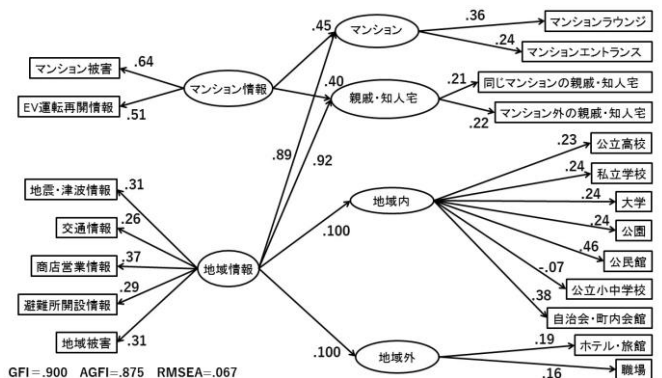 .45
マンション
.36
マンションラウンジ
.24
マンションエントランス
マンション被害
.64
EV運転再開情報
.51
マンション情報
.40
親戚・知人宅
.21
同じマンションの親戚・知人宅
.22
マンション外の親戚・知人宅
.89
.92
地震・津波情報
.31
交通情報
.26
商店営業情報
.37
避難所開設情報
.29
地域被害
.31
地域情報
.100
地域内
.23
公立高校
.24
私立学校
.24
大学
.24
公園
.46
公民館
-.07
公立小中学校
.38
自治会・町内会館
.100
地域外
.19
ホテル・旅館
.16
職場
GFI=.900 AGFI=.875 RMSEA=.067